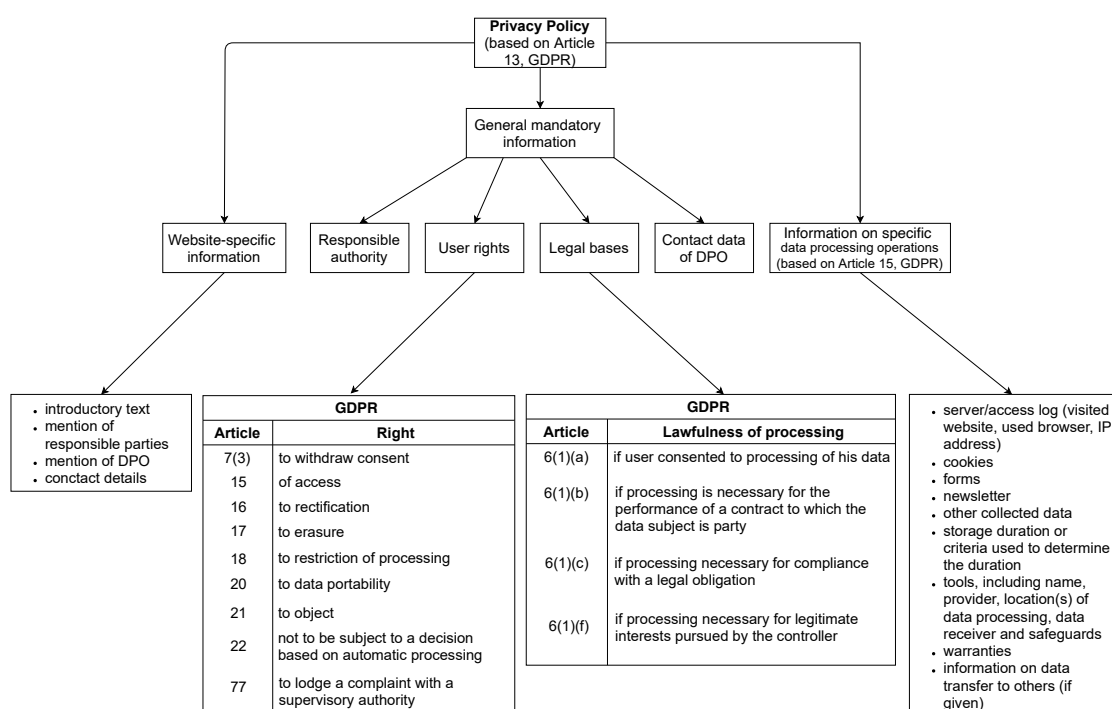 Privacy Policy
(based on Article
13, GDPR)
General mandatory
information
Website-specific
information
Responsible
authority
User rights
Legal bases
Contact data
of DPO
Information on specific
data processing operations
(based on Article 15, GDPR)
introductory text
mention of
responsible parties
mention of DPO
conctact details
GDPR
Article Right
7(3) to withdraw consent
15 of access
16 to rectification
17 to erasure
18 to restriction of processing
20 to data portability
21 to object
22 not to be subject to a decision
based on automatic processing
77 to lodge a complaint with a
supervisory authority
GDPR
Article Lawfulness of processing
6(1)(a) if user consented to processing of his data
6(1)(b) if processing is necessary for the
performance of a contract to which the
data subject is party
6(1)(c) if processing necessary for compliance
with a legal obligation
6(1)(f) if processing necessary for legitimate
interests pursued by the controller
server/access log (visited
website, used browser, IP
address)
cookies
forms
newsletter
other collected data
storage duration or
criteria used to determine
the duration
tools, including name,
provider, location(s) of
data processing, data
receiver and safeguards
warranties
information on data
transfer to others (if
given)